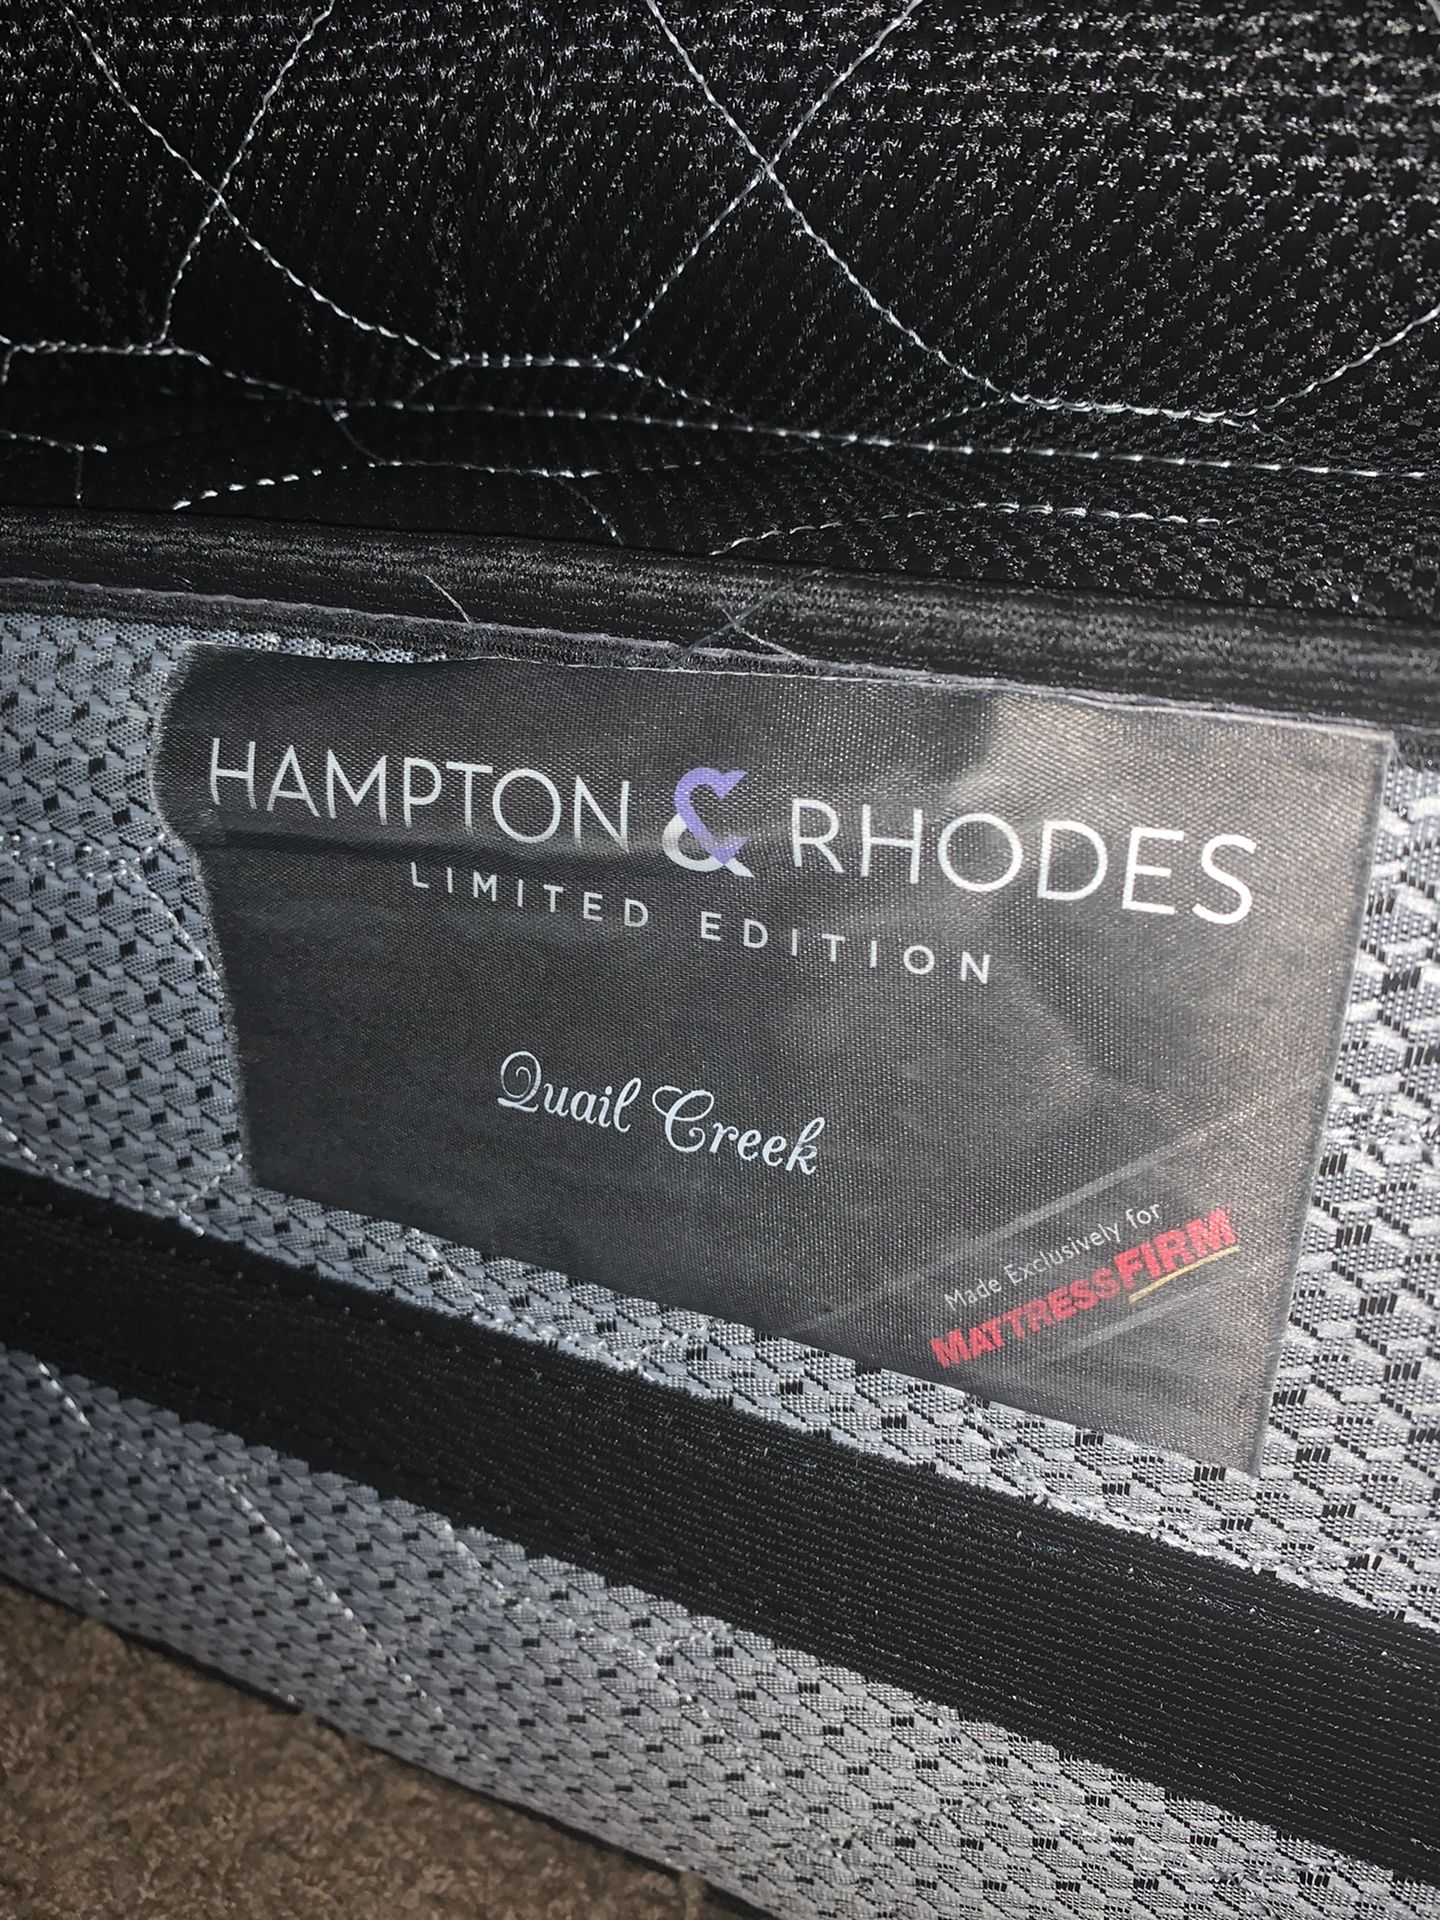 HAMPTON & RHODES
LIMITED EDITION
Quail Creek
Made Exclusively for
MATTRESSFIRM